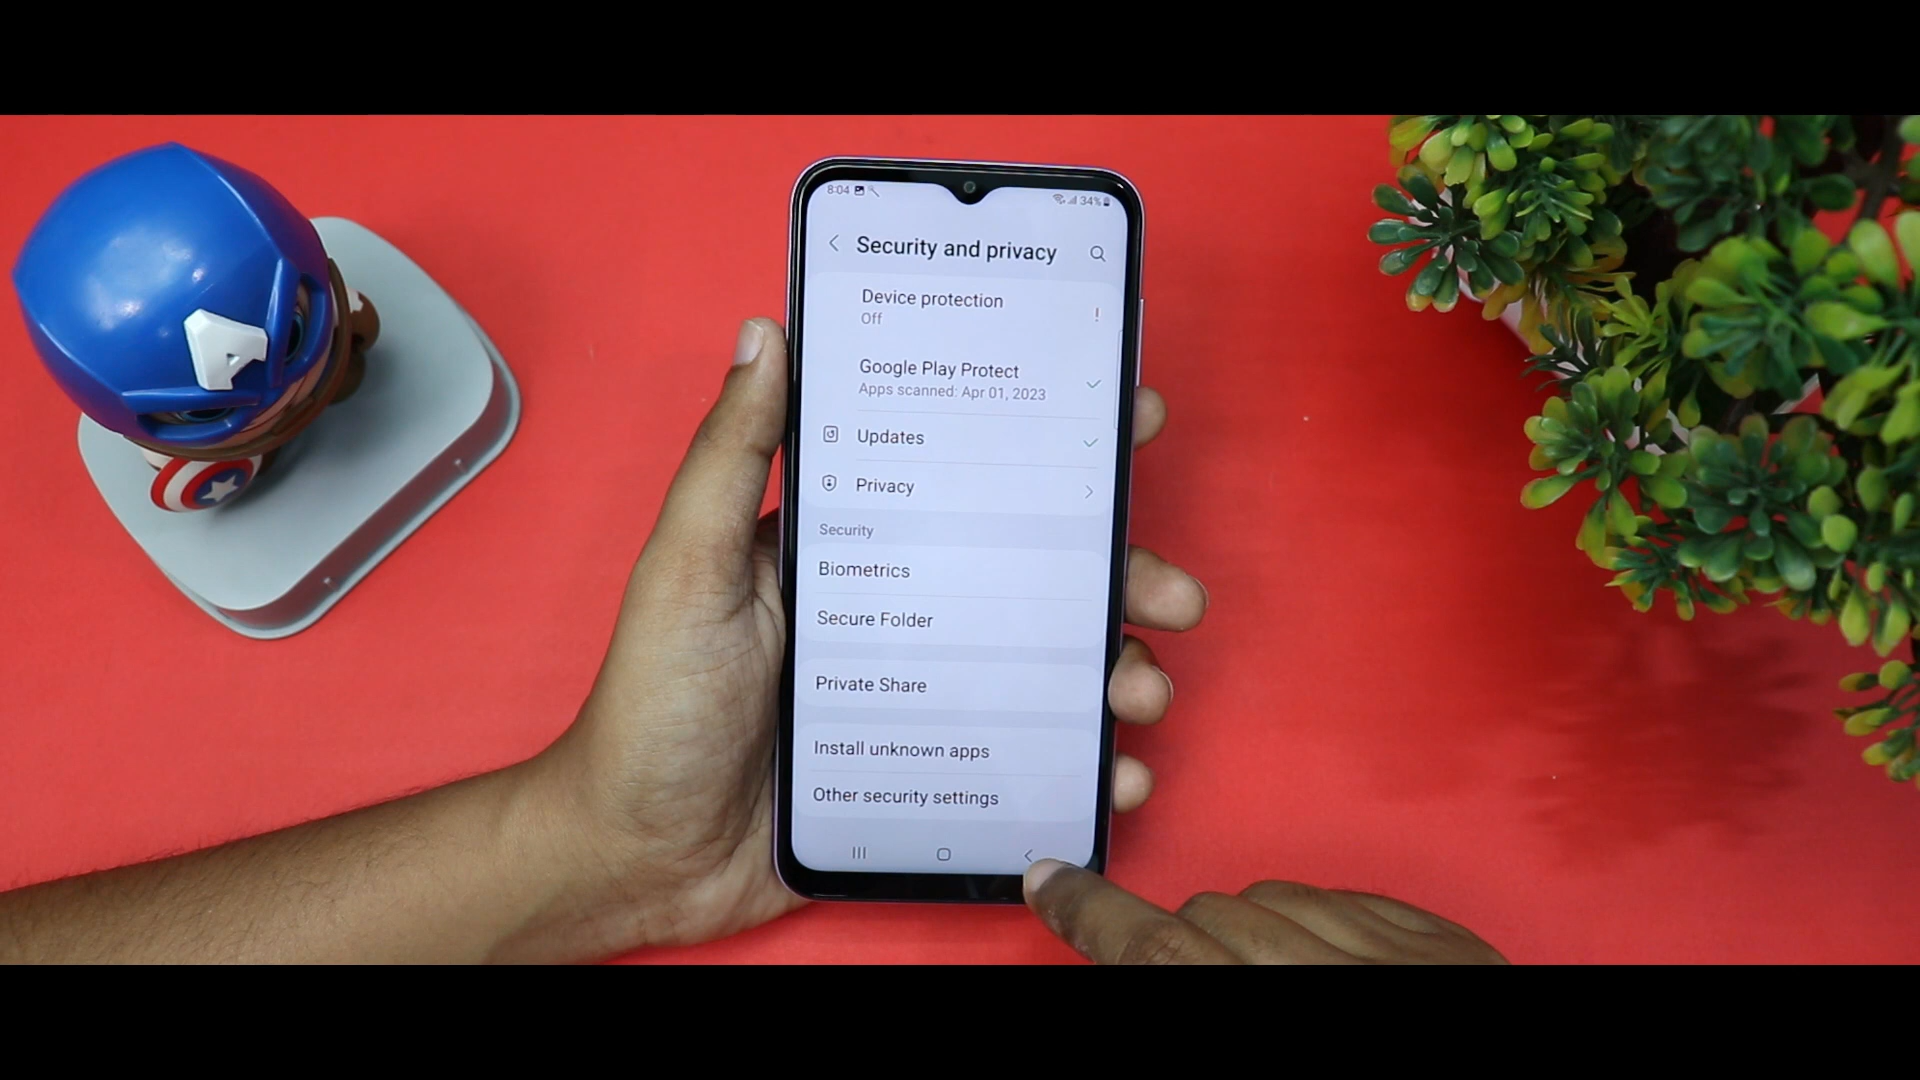 8:04
34%
Security and privacy
Device protection
Off
!
Google Play Protect
Apps scanned: Apr 01, 2023
Updates
Privacy
Security
Biometrics
Secure Folder
Private Share
Install unknown apps
Other security settings
A